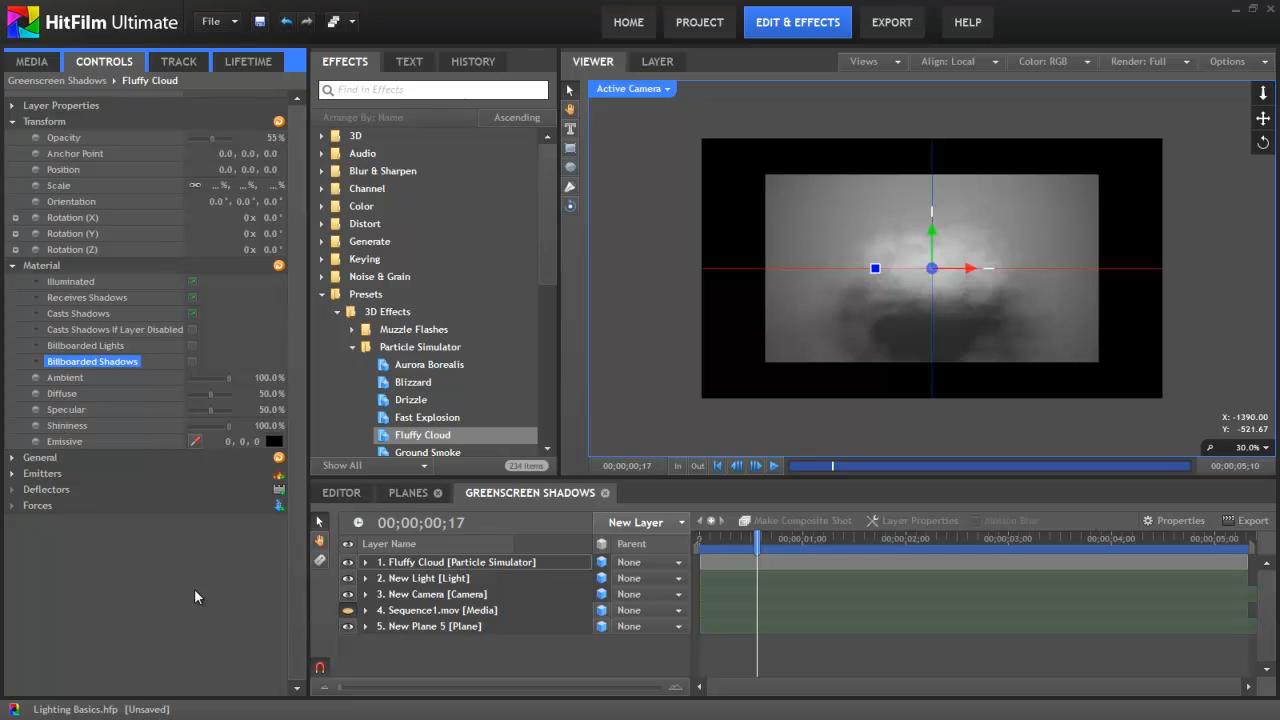 HitFilm Ultimate
File
HOME
PROJECT
EDIT & EFFECTS
EXPORT
HELP
MEDIA
CONTROLS
TRACK
LIFETIME
Greenscreen Shadows
Fluffy Cloud
Layer Properties
Transform
Opacity 55%
Anchor Point 0.0, 0.0, 0.0
Position 0.0, 0.0, 0.0
Scale ...%, ...%, ...%
Orientation 0.0°, 0.0°, 0.0°
Rotation (X) 0 x 0.0°
Rotation (Y) 0 x 0.0°
Rotation (Z) 0 x 0.0°
Material
Illuminated
Receives Shadows
Casts Shadows
Casts Shadows If Layer Disabled
Billboarded Lights
Billboarded Shadows
Ambient 100.0%
Diffuse 50.0%
Specular 50.0%
Shininess 100.0%
Emissive 0, 0, 0
General
Emitters
Deflectors
Forces
EFFECTS
TEXT
HISTORY
Find in Effects
Arrange By: Name
Ascending
3D
Audio
Blur & Sharpen
Channel
Color
Distort
Generate
Keying
Noise & Grain
Presets
3D Effects
Muzzle Flashes
Particle Simulator
Aurora Borealis
Blizzard
Drizzle
Fast Explosion
Fluffy Cloud
Ground Smoke
Show All
234 items
VIEWER
LAYER
Views
Align: Local
Color: RGB
Render: Full
Options
Active Camera
X: -1390.00
Y: -521.67
30.0%
00;00;00;17
In
Out
00;00;05;10
EDITOR
PLANES
GREENSCREEN SHADOWS
00;00;00;17
New Layer
Make Composite Shot
Layer Properties
Motion Blur
Properties
Export
Layer Name
Parent
0
00;00;01;00
00;00;02;00
00;00;03;00
00;00;04;00
00;00;05;00
1. Fluffy Cloud [Particle Simulator] None
2. New Light [Light] None
3. New Camera [Camera] None
4. Sequence1.mov [Media] None
5. New Plane 5 [Plane] None
Lighting Basics.hfp [Unsaved]